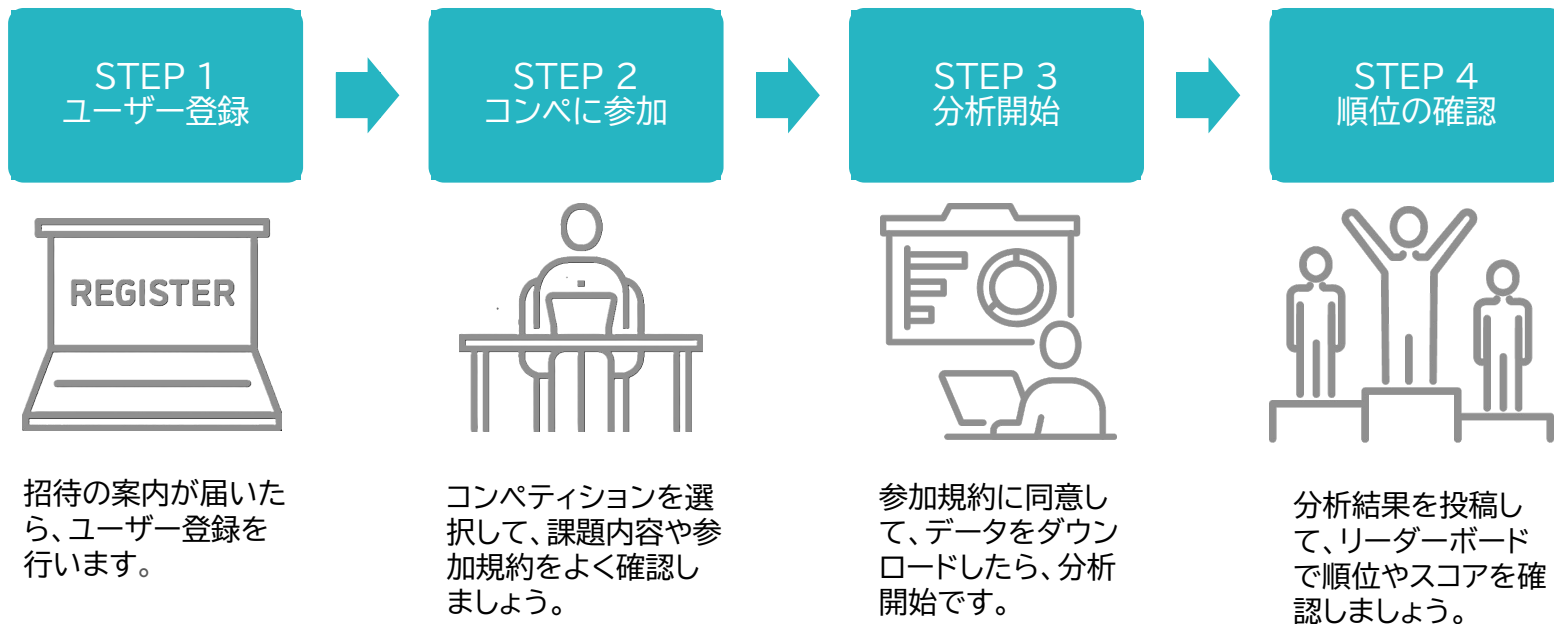 STEP 1
ユーザー登録
STEP 2
コンペに参加
STEP 3
分析開始
STEP 4
順位の確認
REGISTER
招待の案内が届いた
ら、ユーザー登録を
行います。
コンペティションを選
択して、課題内容や参
加規約をよく確認し
ましょう。
参加規約に同意し
て、データをダウン
ロードしたら、分析
開始です。
分析結果を投稿し
て、リーダーボード
で順位やスコアを確
認しましょう。